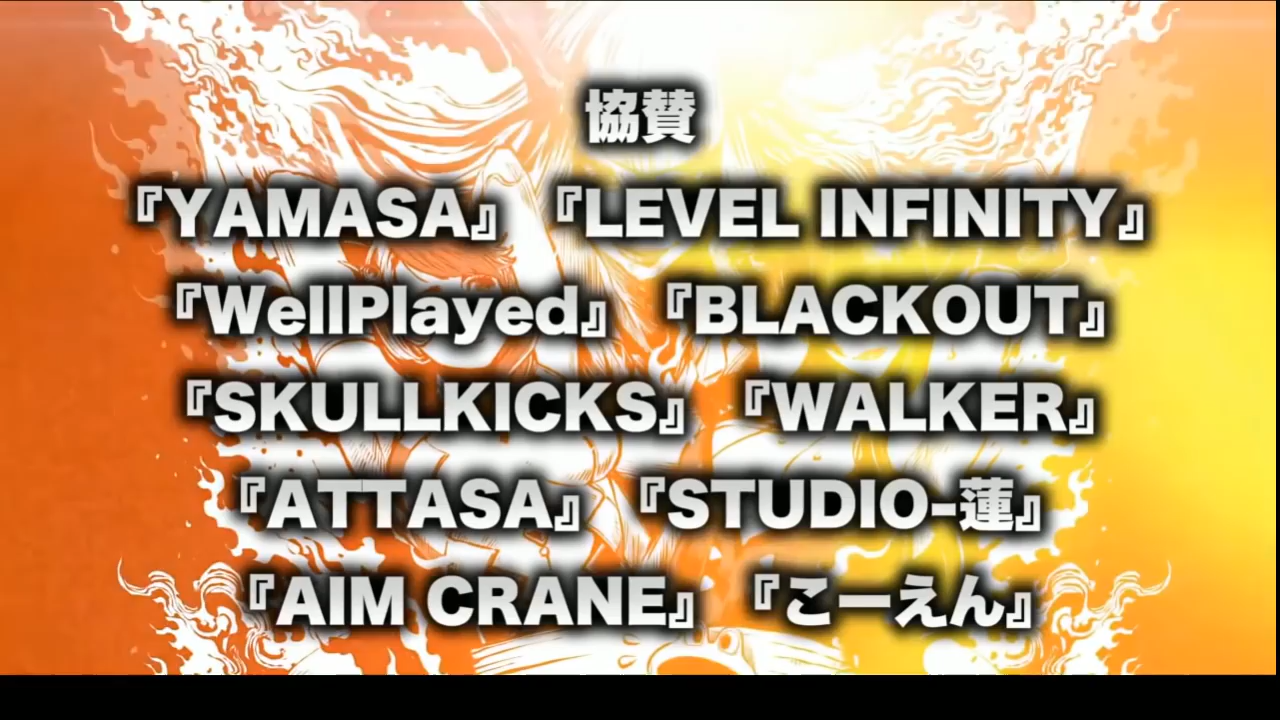 協賛
『YAMASA』 『LEVEL INFINITY』
『WellPlayed』 『BLACKOUT』
『SKULLKICKS』 『WALKER』
『ATTASA』 『STUDIO-蓮』
『AIM CRANE』 『こーえん』